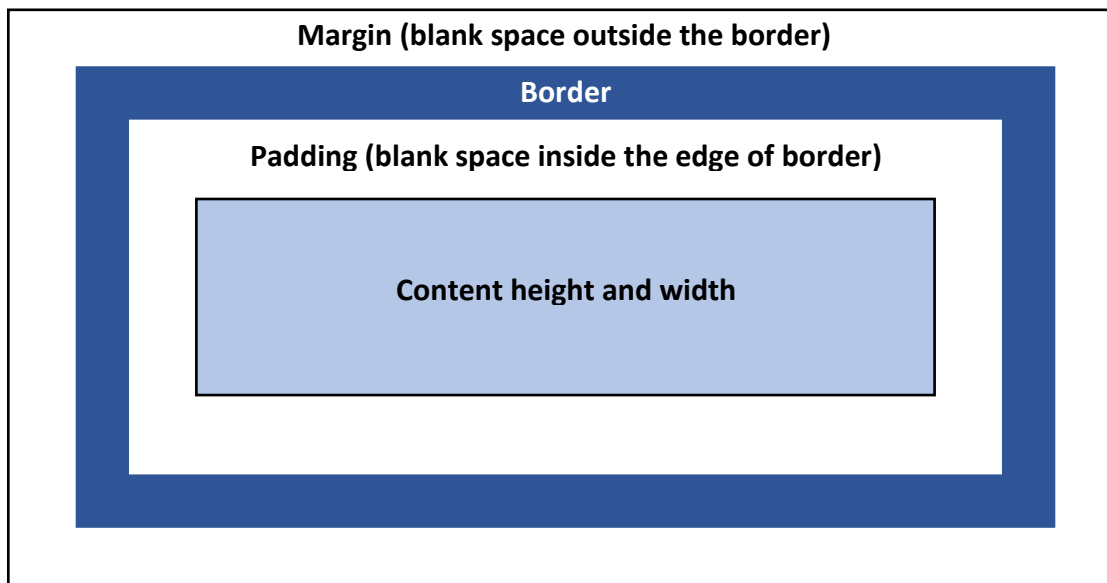 Margin (blank space outside the border)
Border
Padding (blank space inside the edge of border)
Content height and width